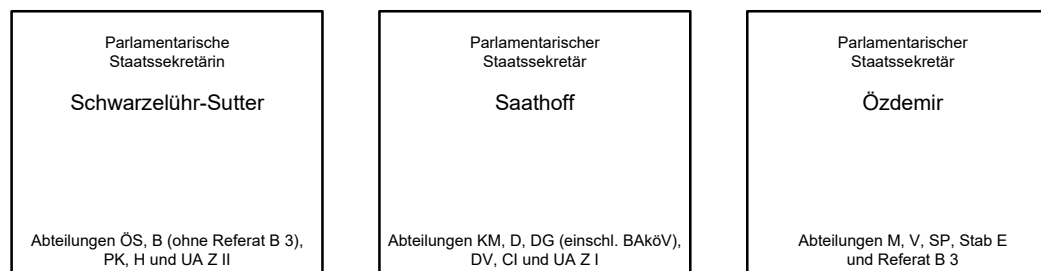 Parlamentarische
Staatssekretärin
Schwarzelühr-Sutter
Abteilungen ÖS, B (ohne Referat B 3),
PK, H und UA Z II
Parlamentarischer
Staatssekretär
Saathoff
Abteilungen KM, D, DG (einschl. BAköV),
DV, CI und UA Z I
Parlamentarischer
Staatssekretär
Özdemir
Abteilungen M, V, SP, Stab E
und Referat B 3